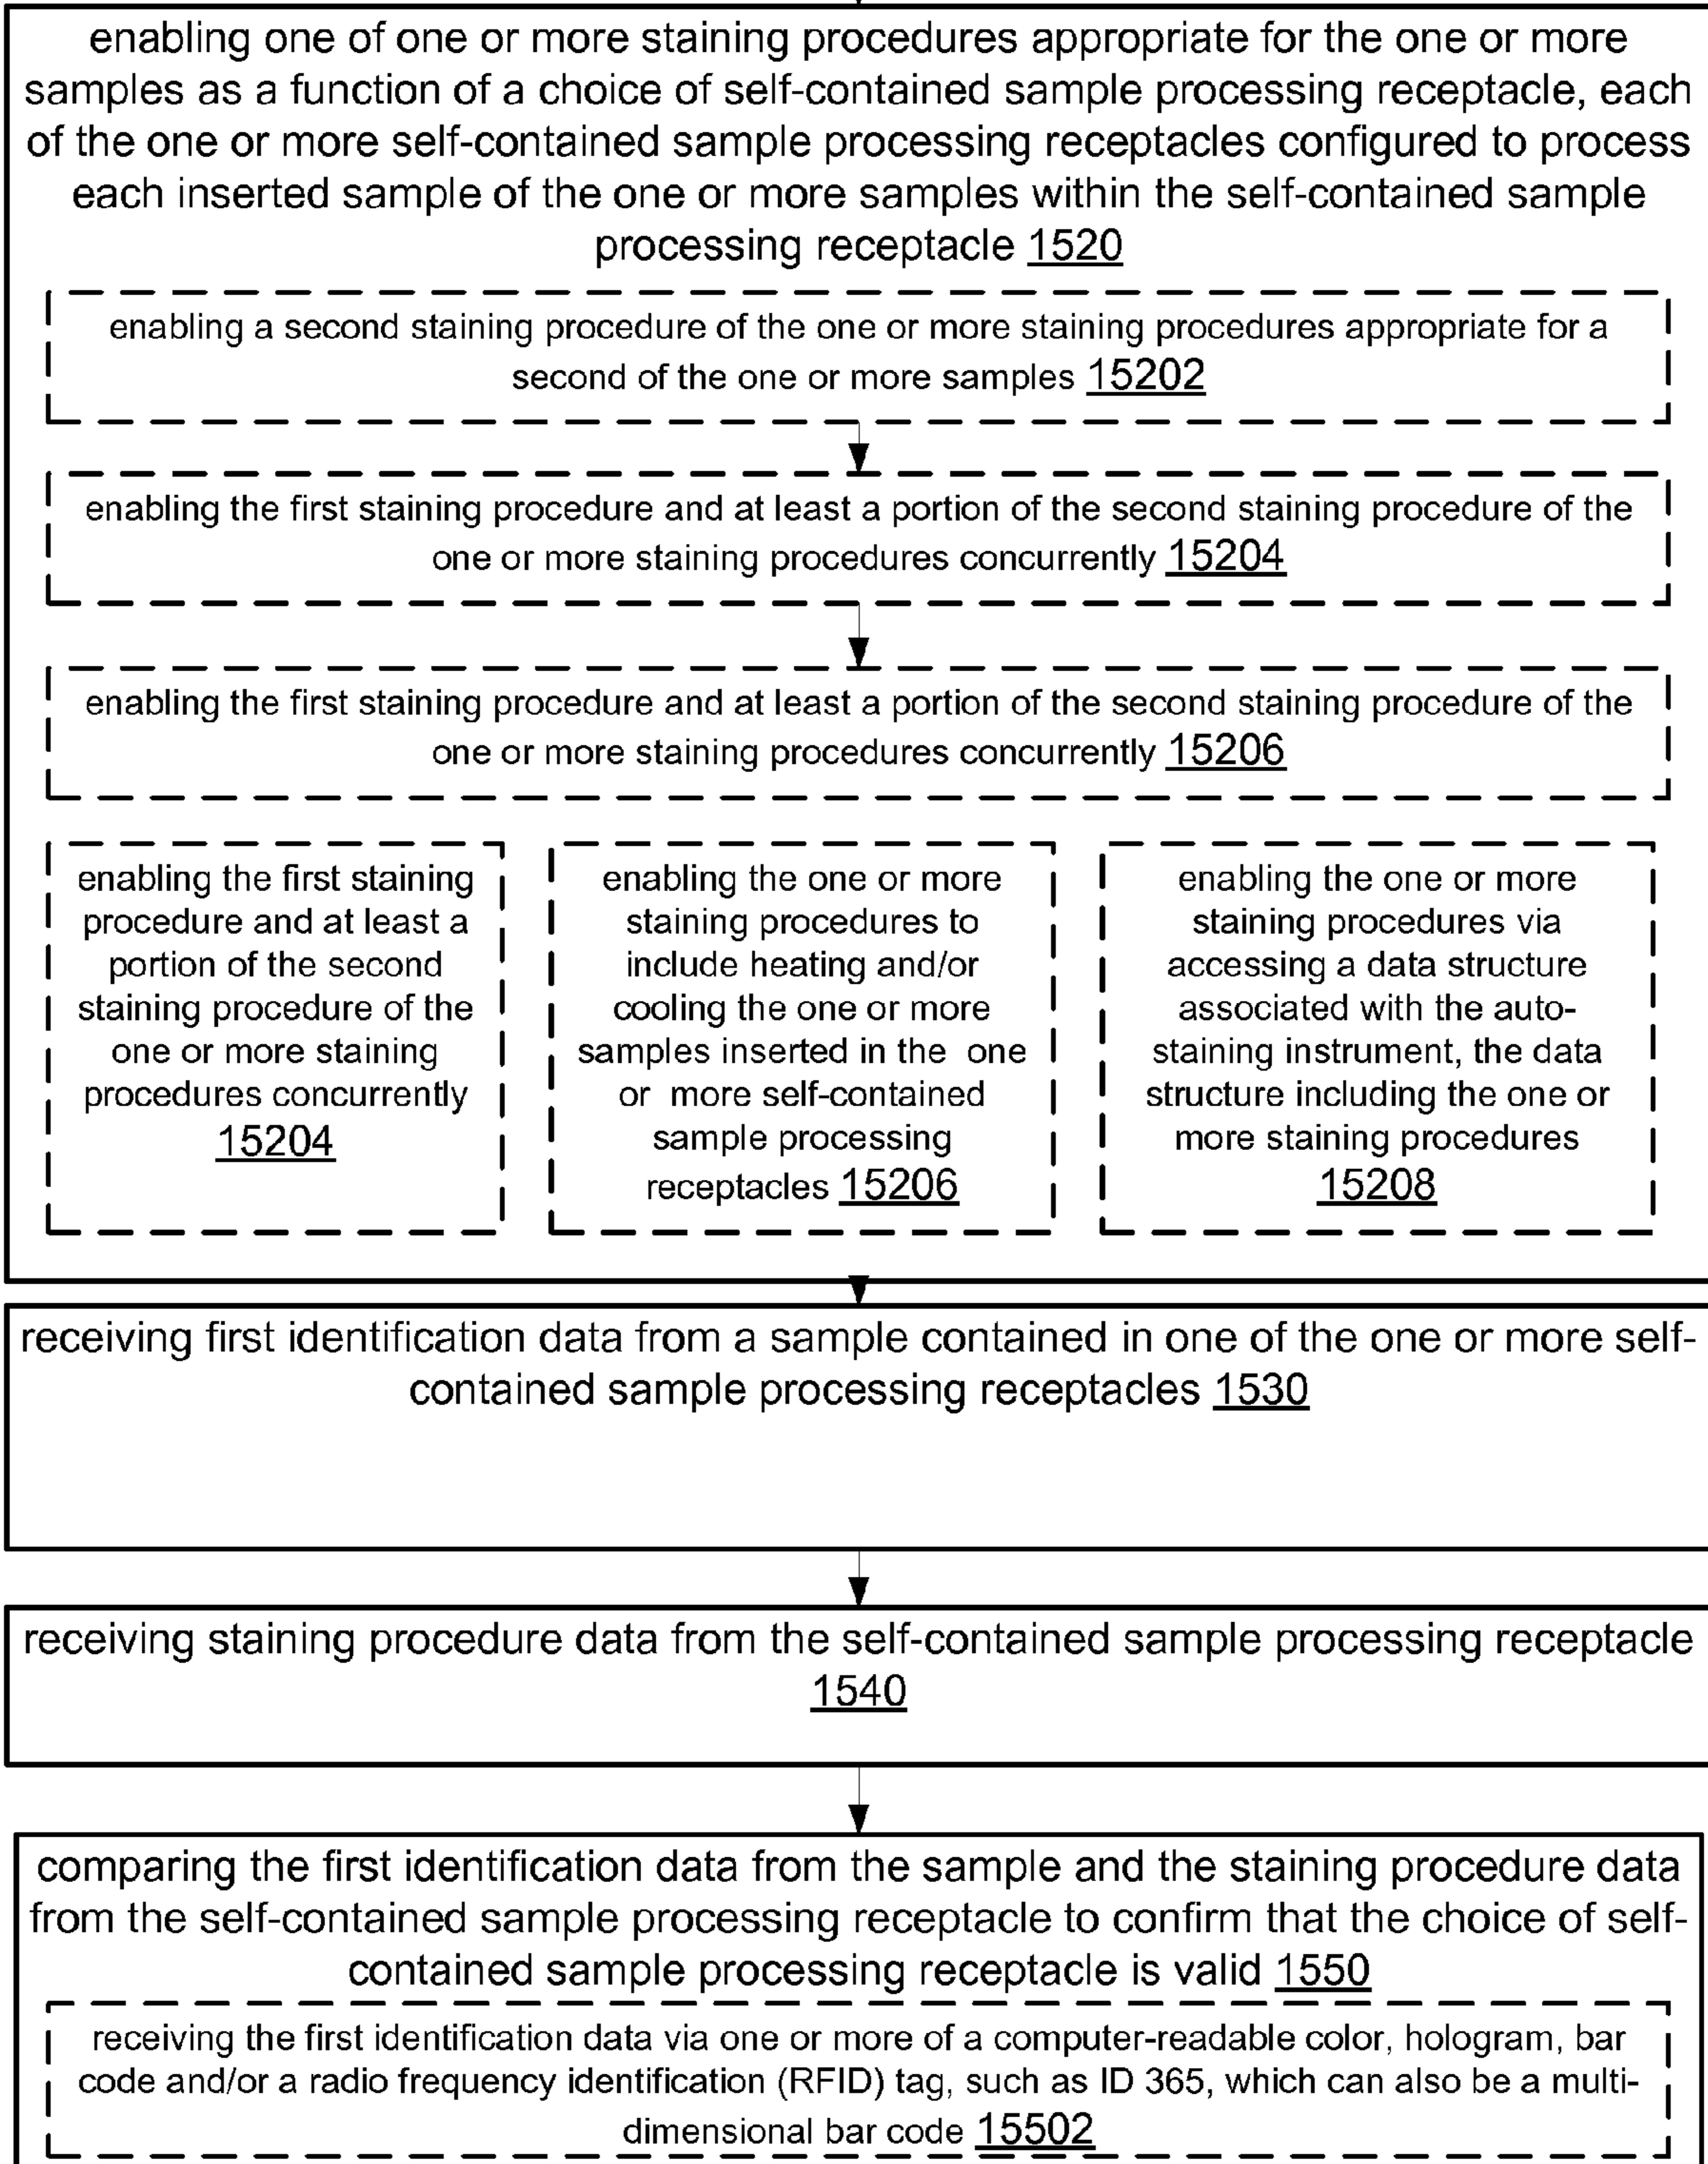 enabling one of one or more staining procedures appropriate for the one or more
samples as a function of a choice of self-contained sample processing receptacle, each
of the one or more self-contained sample processing receptacles configured to process
each inserted sample of the one or more samples within the self-contained sample
processing receptacle 1520
enabling a second staining procedure of the one or more staining procedures appropriate for a
second of the one or more samples 15202
enabling the first staining procedure and at least a portion of the second staining procedure of the
one or more staining procedures concurrently 15204
enabling the first staining procedure and at least a portion of the second staining procedure of the
one or more staining procedures concurrently 15206
enabling the first staining
procedure and at least a
portion of the second
staining procedure of the
one or more staining
procedures concurrently
15204
enabling the one or more
staining procedures to
include heating and/or
cooling the one or more
samples inserted in the one
or more self-contained
sample processing
receptacles 15206
enabling the one or more
staining procedures via
accessing a data structure
associated with the auto-
staining instrument, the data
structure including the one or
more staining procedures
15208
receiving first identification data from a sample contained in one of the one or more self-
contained sample processing receptacles 1530
receiving staining procedure data from the self-contained sample processing receptacle
1540
comparing the first identification data from the sample and the staining procedure data
from the self-contained sample processing receptacle to confirm that the choice of self-
contained sample processing receptacle is valid 1550
receiving the first identification data via one or more of a computer-readable color, hologram, bar
code and/or a radio frequency identification (RFID) tag, such as ID 365, which can also be a multi-
dimensional bar code 15502